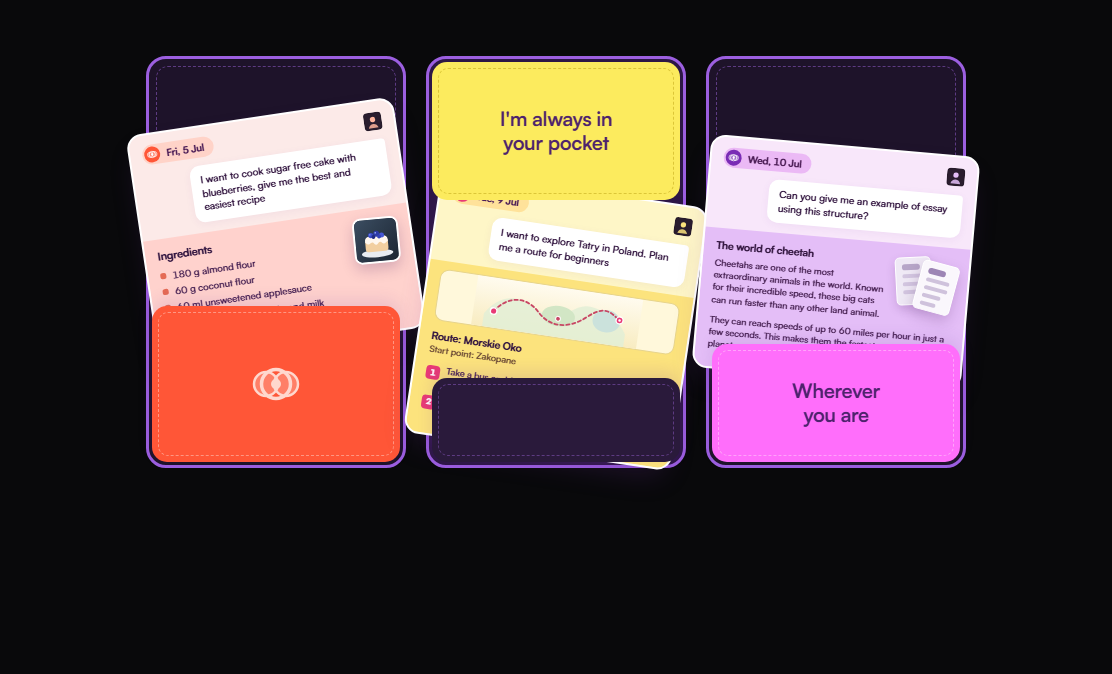 Fri, 5 Jul
I want to cook sugar free cake with
blueberries, give me the best and
easiest recipe
Ingredients
180 g almond flour
60 g coconut flour
60 ml unsweetened applesauce
milk
I'm always in
your pocket
9 Jul
I want to explore Tatry in Poland. Plan
me a route for beginners
Route: Morskie Oko
Start point: Zakopane
1 Take a bus
2
Wed, 10 Jul
Can you give me an example of essay
using this structure?
The world of cheetah
Cheetahs are one of the most
extraordinary animals in the world. Known
for their incredible speed, these big cats
can run faster than any other land animal.
They can reach speeds of up to 60 miles per hour in just a
few seconds. This makes them the
Wherever
you are